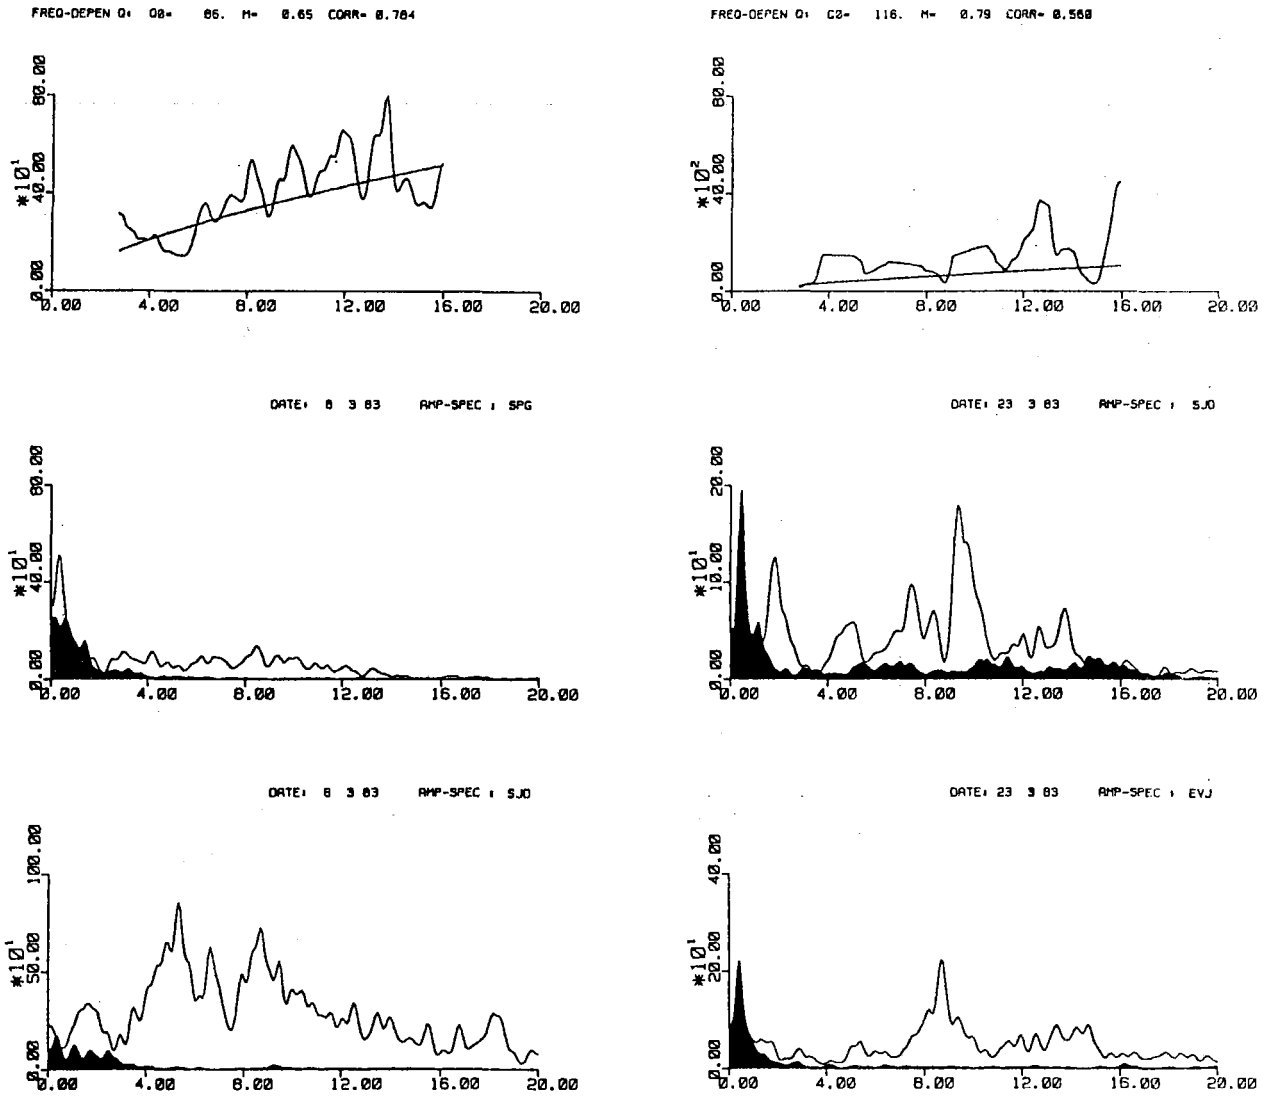 FREQ-DEPEN Q: Q0= 86. M= 0.65 CORR= 0.784
80.00
40.00
0.00
*10¹
0.00 4.00 8.00 12.00 16.00 20.00
FREQ-DEPEN Q: Q0= 116. M= 0.79 CORR= 0.560
80.00
40.00
0.00
*10²
0.00 4.00 8.00 12.00 16.00 20.00
DATE: 8 3 83 AMP-SPEC : SPG
80.00
40.00
0.00
*10¹
0.00 4.00 8.00 12.00 16.00 20.00
DATE: 23 3 83 AMP-SPEC : SJO
20.00
10.00
0.00
*10¹
0.00 4.00 8.00 12.00 16.00 20.00
DATE: 8 3 83 AMP-SPEC : SJO
100.00
50.00
0.00
*10¹
0.00 4.00 8.00 12.00 16.00 20.00
DATE: 23 3 83 AMP-SPEC : EVJ
40.00
20.00
0.00
*10¹
0.00 4.00 8.00 12.00 16.00 20.00